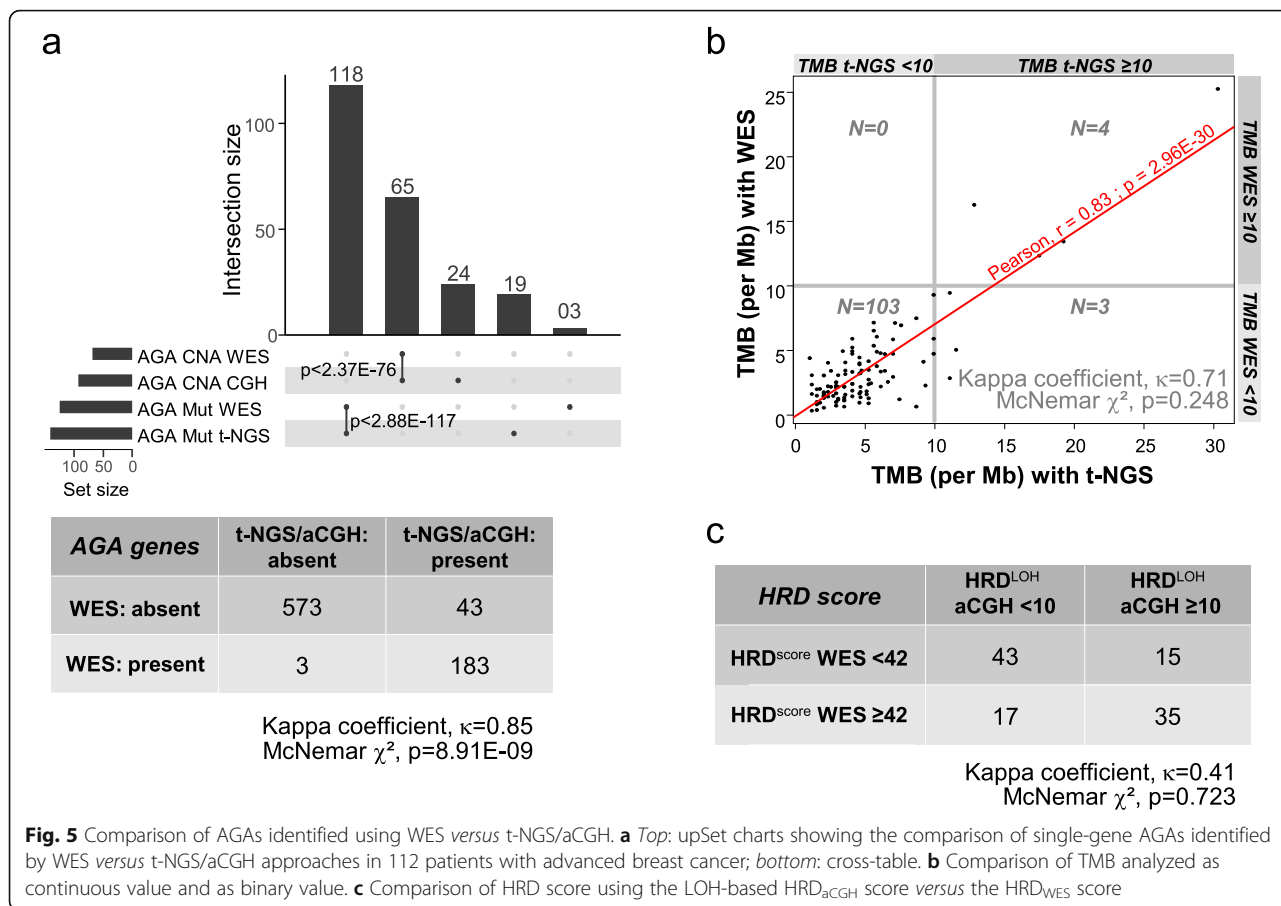 a
118
65
24
19
03
100
50
0
Intersection size
AGA CNA WES
AGA CNA CGH
AGA Mut WES
AGA Mut t-NGS
p<2.37E-76
p<2.88E-117
100 50 0
Set size
AGA genes
t-NGS/aCGH: absent
t-NGS/aCGH: present
WES: absent 573 43
WES: present 3 183
Kappa coefficient, κ=0.85
McNemar χ², p=8.91E-09
b
TMB t-NGS <10
TMB t-NGS ≥10
TMB WES ≥10
TMB WES <10
N=0
N=4
N=103
N=3
Pearson, r = 0.83 ; p = 2.96E-30
Kappa coefficient, κ=0.71
McNemar χ², p=0.248
25
20
15
10
5
0
TMB (per Mb) with WES
0 5 10 15 20 25 30
TMB (per Mb) with t-NGS
c
HRD score
HRD^LOH aCGH <10
HRD^LOH aCGH ≥10
HRD^score WES <42 43 15
HRD^score WES ≥42 17 35
Kappa coefficient, κ=0.41
McNemar χ², p=0.723
Fig. 5 Comparison of AGAs identified using WES versus t-NGS/aCGH. a Top: upSet charts showing the comparison of single-gene AGAs identified
by WES versus t-NGS/aCGH approaches in 112 patients with advanced breast cancer; bottom: cross-table. b Comparison of TMB analyzed as
continuous value and as binary value. c Comparison of HRD score using the LOH-based HRD_aCGH score versus the HRD_WES score